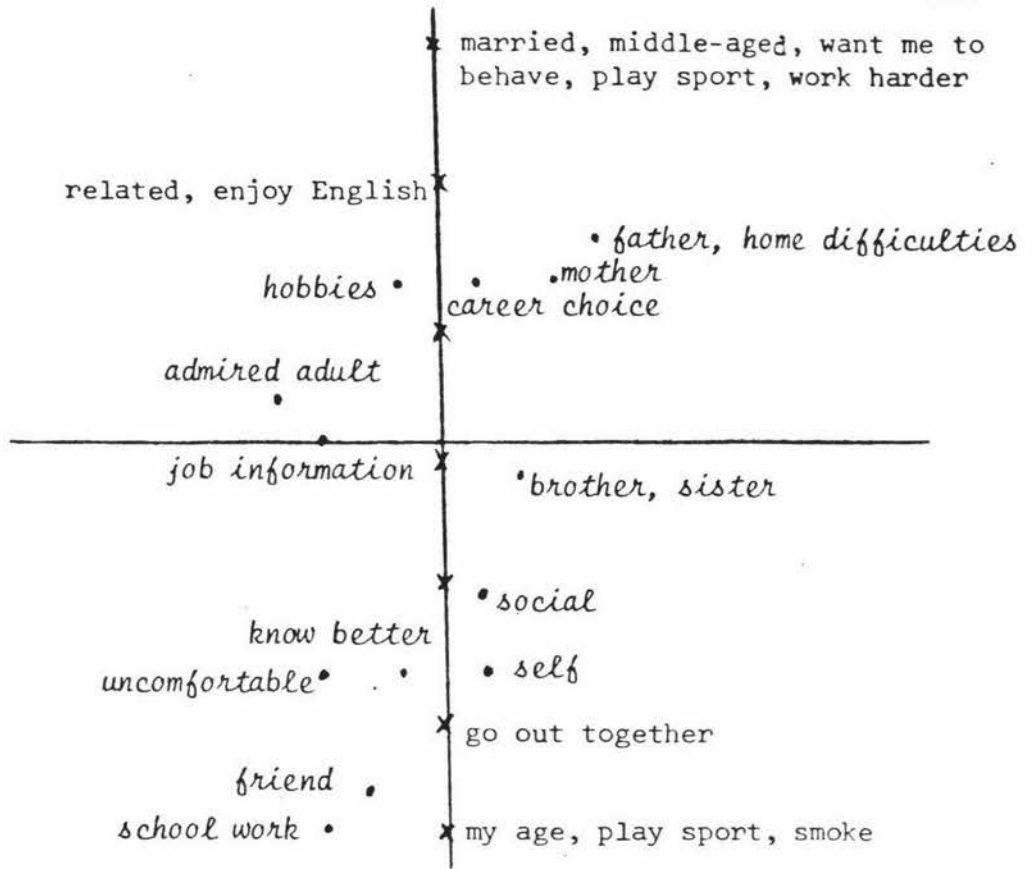 married, middle-aged, want me to
behave, play sport, work harder
related, enjoy English
father, home difficulties
mother
hobbies
career choice
admired adult
job information
brother, sister
social
know better
self
uncomfortable
go out together
friend
school work
my age, play sport, smoke